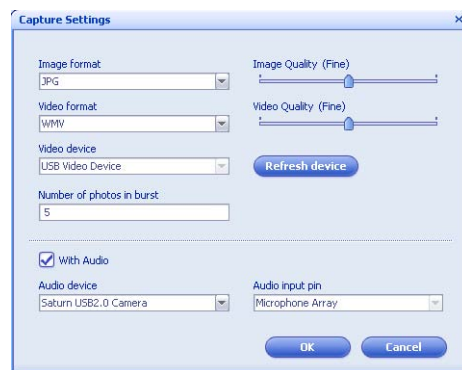 Capture Settings
Image format
JPG
Image Quality (Fine)
Video format
WMV
Video Quality (Fine)
Video device
USB Video Device
Refresh device
Number of photos in burst
5
With Audio
Audio device
Saturn USB2.0 Camera
Audio input pin
Microphone Array
OK
Cancel